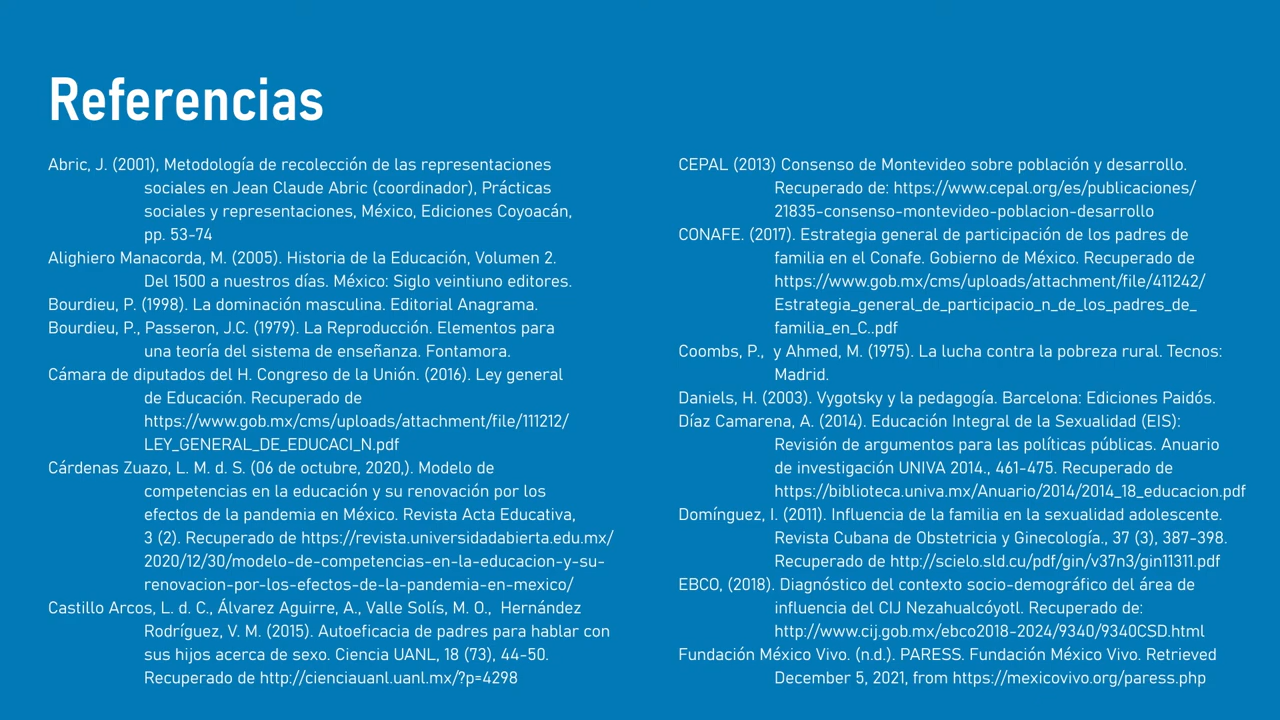 Referencias
Abric, J. (2001), Metodología de recolección de las representaciones
sociales en Jean Claude Abric (coordinador), Prácticas
sociales y representaciones, México, Ediciones Coyoacán,
pp. 53-74
Alighiero Manacorda, M. (2005). Historia de la Educación, Volumen 2.
Del 1500 a nuestros días. México: Siglo veintiuno editores.
Bourdieu, P. (1998). La dominación masculina. Editorial Anagrama.
Bourdieu, P., Passeron, J.C. (1979). La Reproducción. Elementos para
una teoría del sistema de enseñanza. Fontamora.
Cámara de diputados del H. Congreso de la Unión. (2016). Ley general
de Educación. Recuperado de
https://www.gob.mx/cms/uploads/attachment/file/111212/
LEY_GENERAL_DE_EDUCACI_N.pdf
Cárdenas Zuazo, L. M. d. S. (06 de octubre, 2020,). Modelo de
competencias en la educación y su renovación por los
efectos de la pandemia en México. Revista Acta Educativa,
3 (2). Recuperado de https://revista.universidadabierta.edu.mx/
2020/12/30/modelo-de-competencias-en-la-educacion-y-su-
renovacion-por-los-efectos-de-la-pandemia-en-mexico/
Castillo Arcos, L. d. C., Álvarez Aguirre, A., Valle Solís, M. O., Hernández
Rodríguez, V. M. (2015). Autoeficacia de padres para hablar con
sus hijos acerca de sexo. Ciencia UANL, 18 (73), 44-50.
Recuperado de http://cienciauanl.uanl.mx/?p=4298
CEPAL (2013) Consenso de Montevideo sobre población y desarrollo.
Recuperado de: https://www.cepal.org/es/publicaciones/
21835-consenso-montevideo-poblacion-desarrollo
CONAFE. (2017). Estrategia general de participación de los padres de
familia en el Conafe. Gobierno de México. Recuperado de
https://www.gob.mx/cms/uploads/attachment/file/411242/
Estrategia_general_de_participacio_n_de_los_padres_de_
familia_en_C..pdf
Coombs, P., y Ahmed, M. (1975). La lucha contra la pobreza rural. Tecnos:
Madrid.
Daniels, H. (2003). Vygotsky y la pedagogía. Barcelona: Ediciones Paidós.
Díaz Camarena, A. (2014). Educación Integral de la Sexualidad (EIS):
Revisión de argumentos para las políticas públicas. Anuario
de investigación UNIVA 2014., 461-475. Recuperado de
https://biblioteca.univa.mx/Anuario/2014/2014_18_educacion.pdf
Domínguez, I. (2011). Influencia de la familia en la sexualidad adolescente.
Revista Cubana de Obstetricia y Ginecología., 37 (3), 387-398.
Recuperado de http://scielo.sld.cu/pdf/gin/v37n3/gin11311.pdf
EBCO, (2018). Diagnóstico del contexto socio-demográfico del área de
influencia del CIJ Nezahualcóyotl. Recuperado de:
http://www.cij.gob.mx/ebco2018-2024/9340/9340CSD.html
Fundación México Vivo. (n.d.). PARESS. Fundación México Vivo. Retrieved
December 5, 2021, from https://mexicovivo.org/paress.php